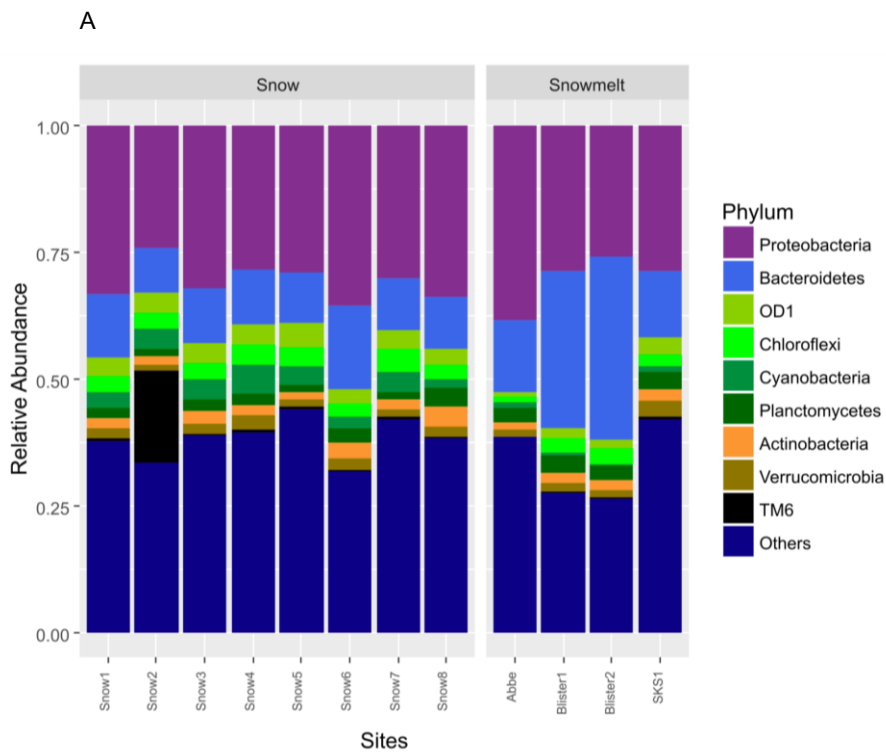 A
Snow
Snowmelt
1.00
0.75
0.50
0.25
0.00
Relative Abundance
Snow1
Snow2
Snow3
Snow4
Snow5
Snow6
Snow7
Snow8
Abbe
Blister1
Blister2
SKS1
Sites
Phylum
Proteobacteria
Bacteroidetes
OD1
Chloroflexi
Cyanobacteria
Planctomycetes
Actinobacteria
Verrucomicrobia
TM6
Others